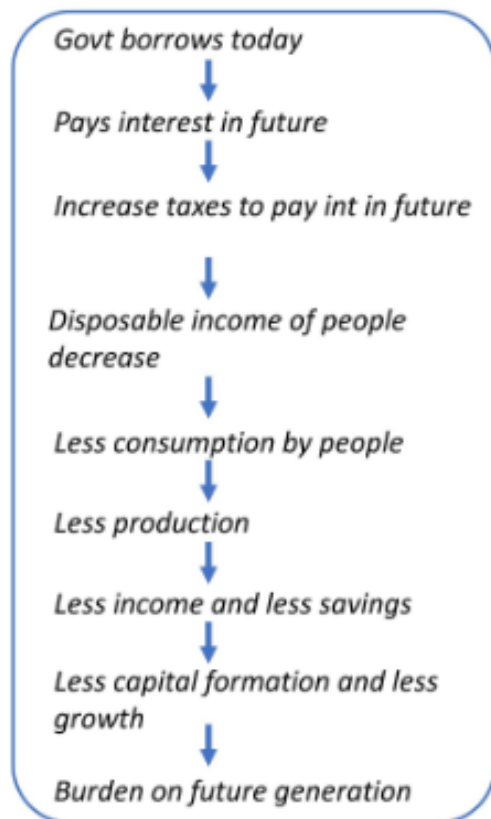 Govt borrows today
Pays interest in future
Increase taxes to pay int in future
Disposable income of people
decrease
Less consumption by people
Less production
Less income and less savings
Less capital formation and less
growth
Burden on future generation